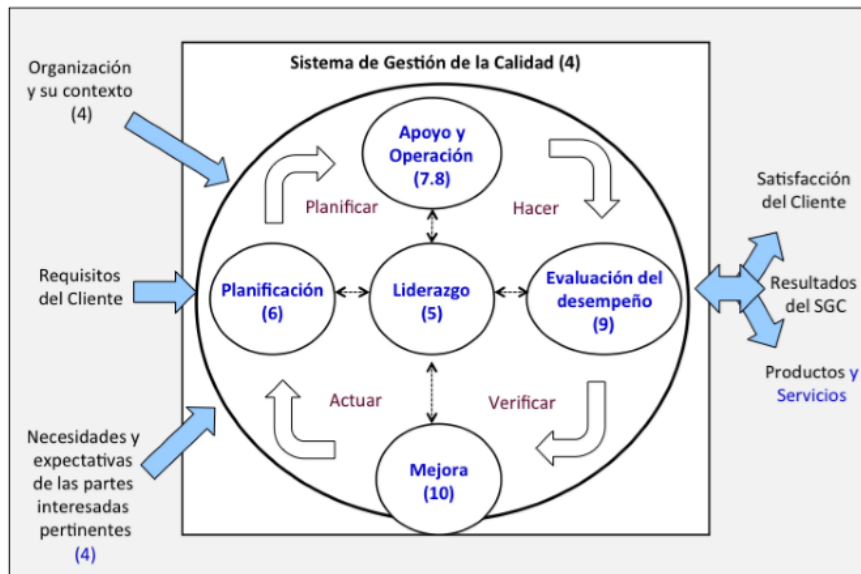 Sistema de Gestión de la Calidad (4)
Organización
y su contexto
(4)
Apoyo y
Operación
(7.8)
Planificar
Hacer
Satisfacción
del Cliente
Requisitos
del Cliente
Planificación
(6)
Liderazgo
(5)
Evaluación del
desempeño
(9)
Resultados
del SGC
Actuar
Verificar
Productos y
Servicios
Necesidades y
expectativas
de las partes
interesadas
pertinentes
(4)
Mejora
(10)